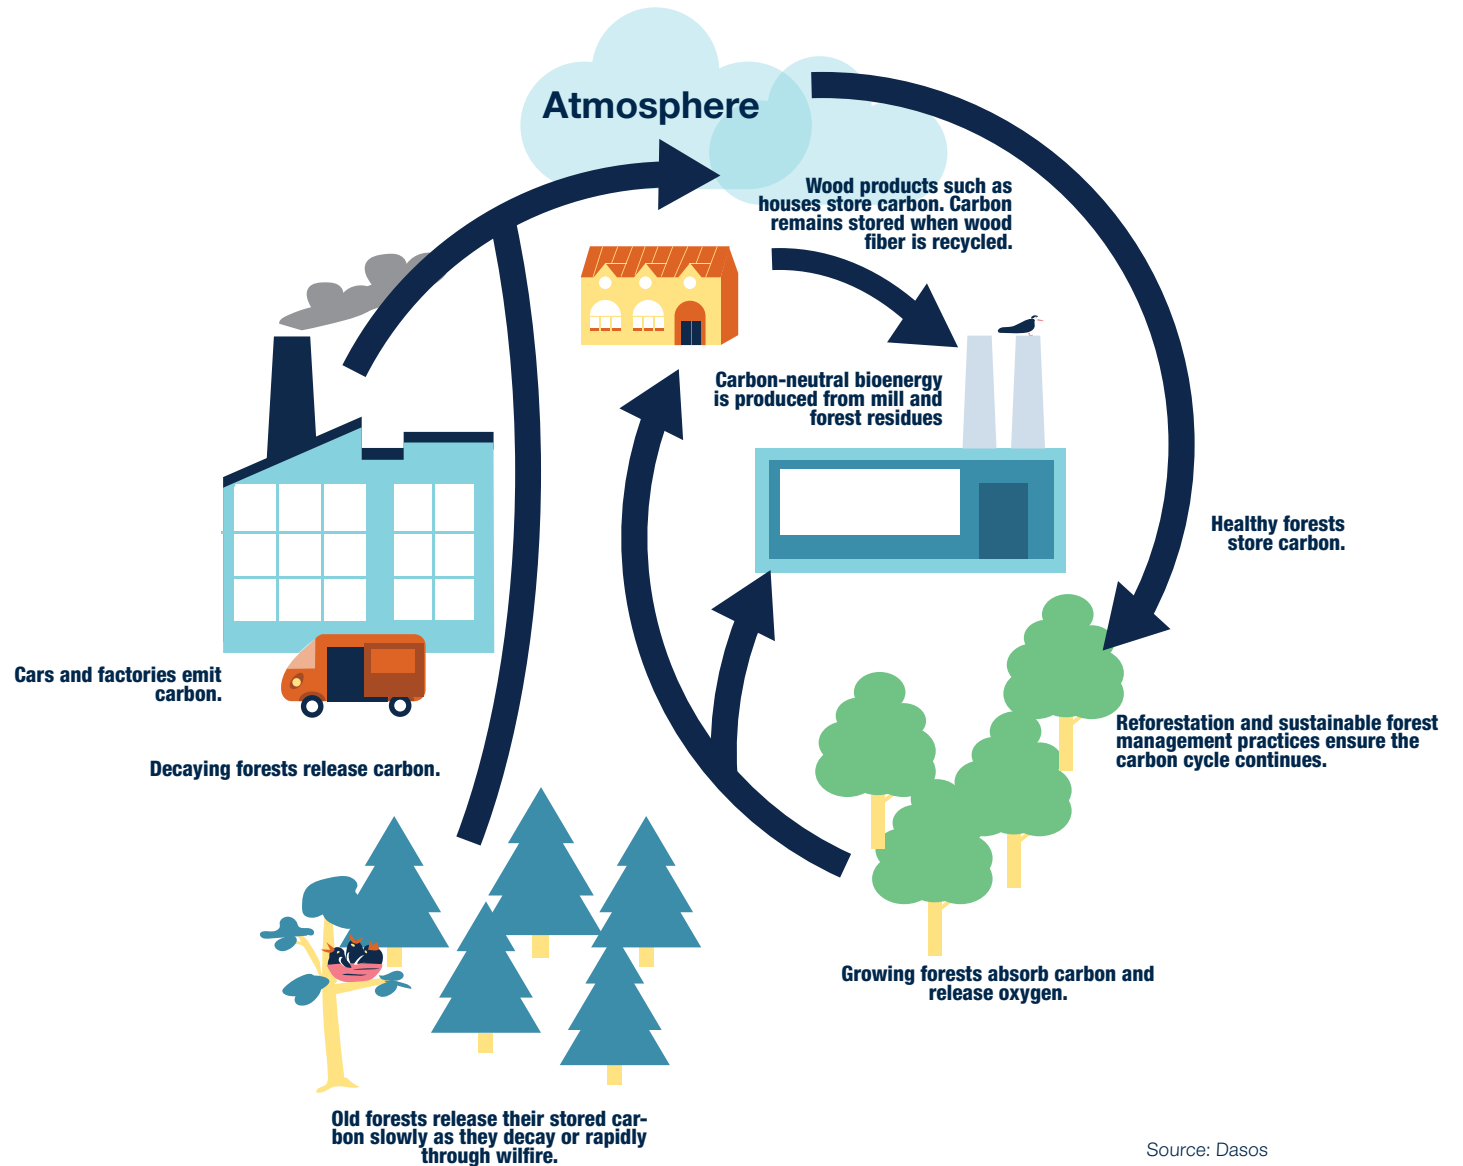 Atmosphere
Wood products such as
houses store carbon. Carbon
remains stored when wood
fiber is recycled.
Carbon-neutral bioenergy
is produced from mill and
forest residues
Healthy forests
store carbon.
Cars and factories emit
carbon.
Reforestation and sustainable forest
management practices ensure the
carbon cycle continues.
Decaying forests release carbon.
Growing forests absorb carbon and
release oxygen.
Old forests release their stored car-
bon slowly as they decay or rapidly
through wilfire.
Source: Dasos